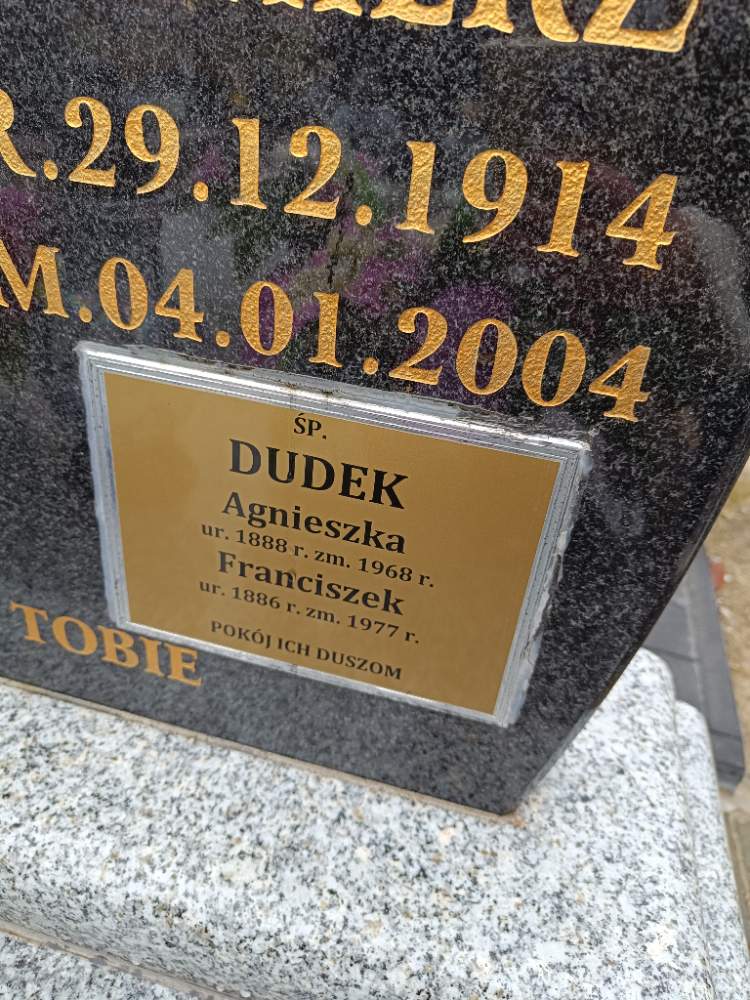 R.29.12.1914
M.04.01.2004
ŚP.
DUDEK
Agnieszka
ur. 1888 r. zm. 1968 r.
Franciszek
ur. 1886 r. zm. 1977 r.
POKÓJ ICH DUSZOM
TOBIE